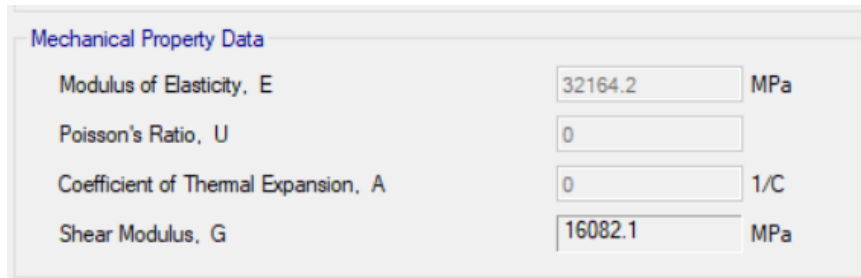 Mechanical Property Data
Modulus of Elasticity, E 32164.2 MPa
Poisson's Ratio, U 0
Coefficient of Thermal Expansion, A 0 1/C
Shear Modulus, G 16082.1 MPa